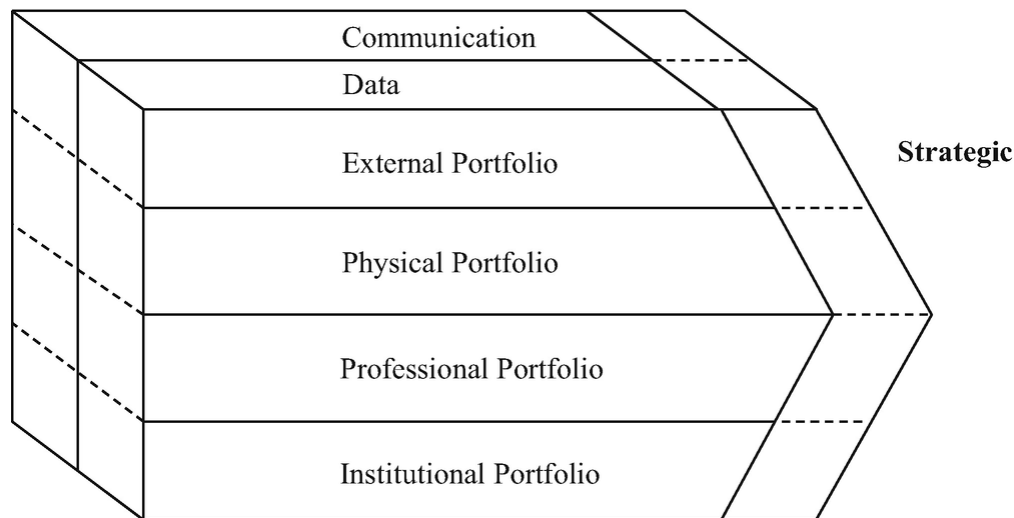 Communication
Data
External Portfolio
Strategic
Physical Portfolio
Professional Portfolio
Institutional Portfolio